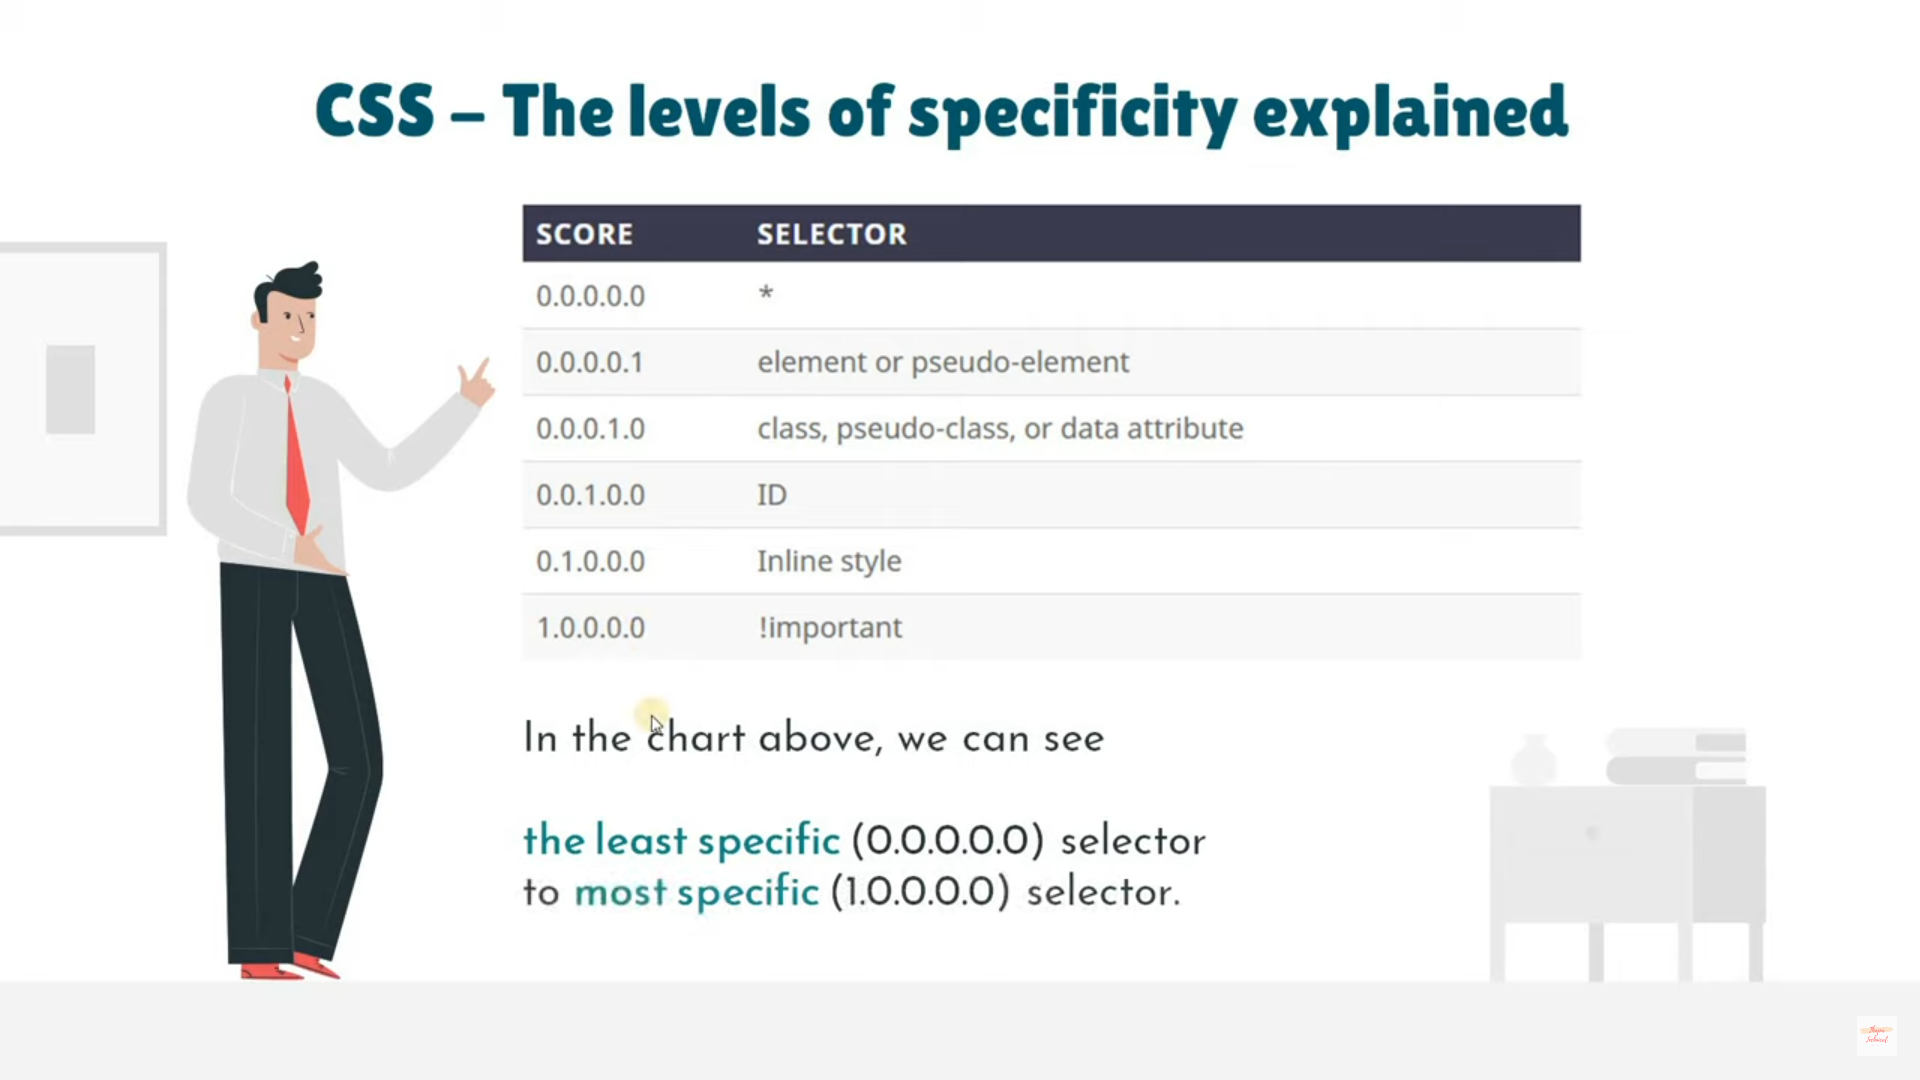 CSS – The levels of specificity explained
SCORE SELECTOR
0.0.0.0.0 *
0.0.0.0.1 element or pseudo-element
0.0.0.1.0 class, pseudo-class, or data attribute
0.0.1.0.0 ID
0.1.0.0.0 Inline style
1.0.0.0.0 !important
In the chart above, we can see
the least specific (0.0.0.0.0) selector
to most specific (1.0.0.0.0) selector.